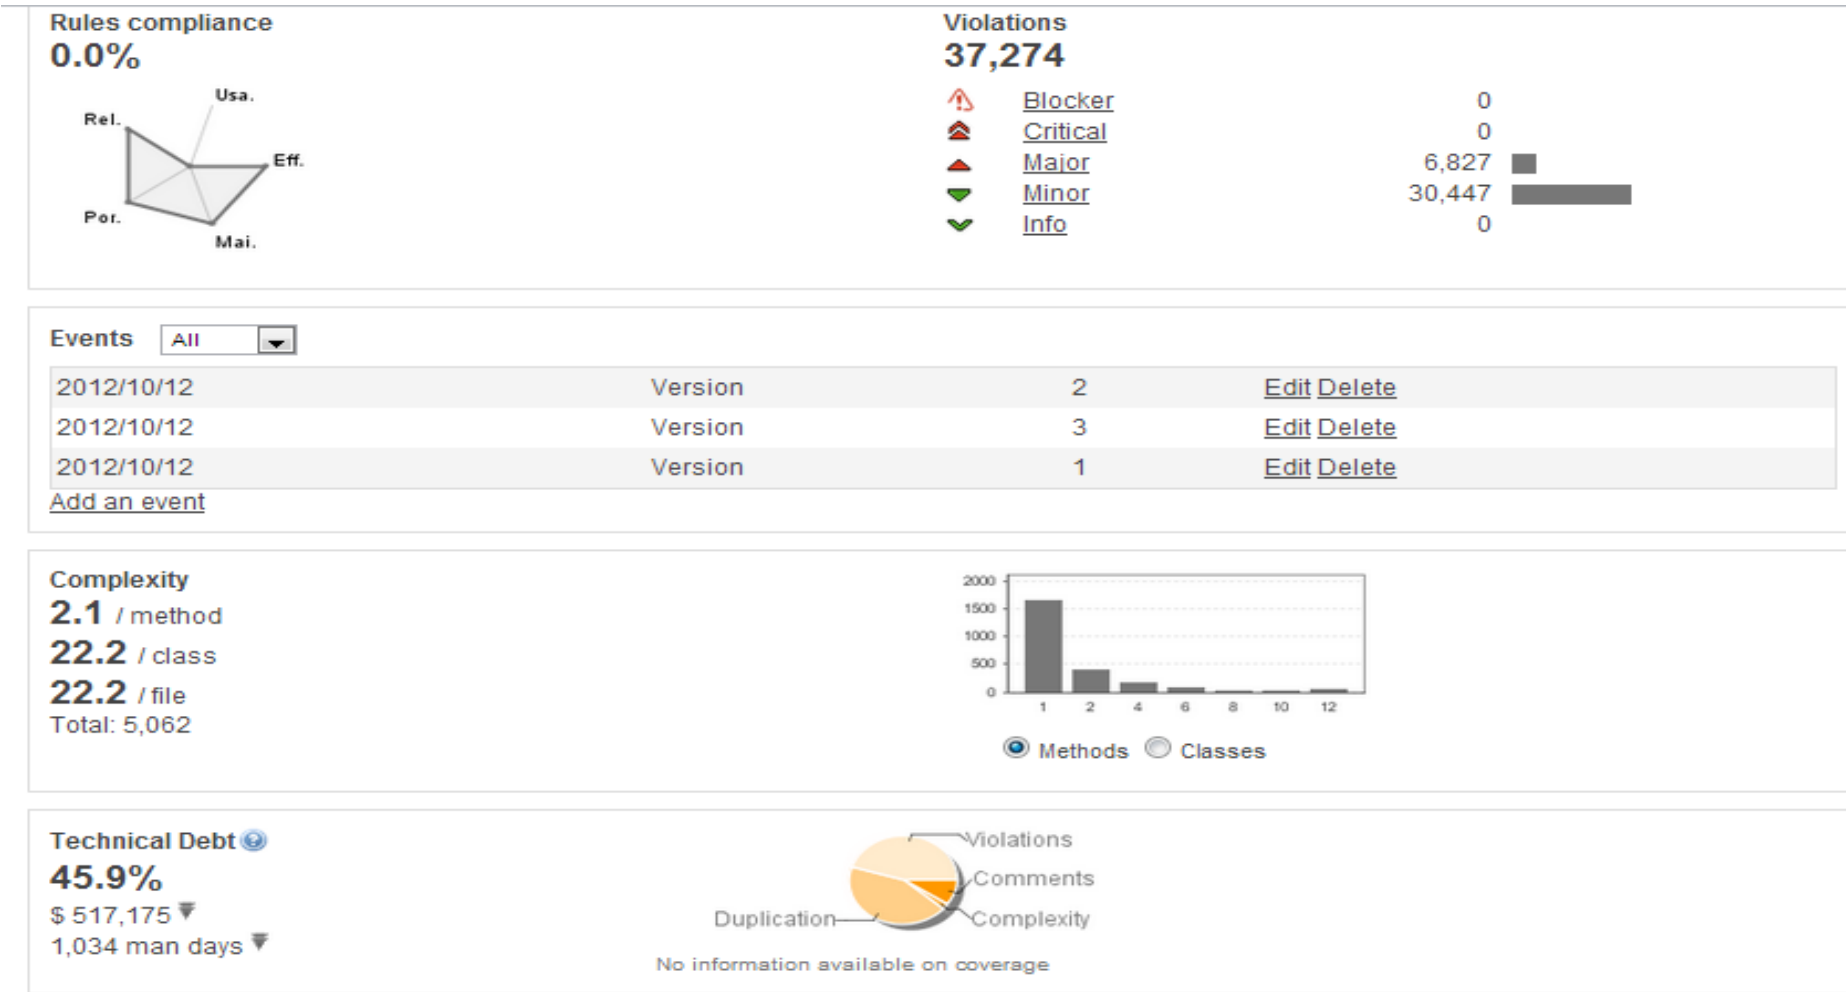 Rules compliance
0.0%
Usa.
Rel.
Eff.
Por.
Mai.
Violations
37,274
Blocker 0
Critical 0
Major 6,827
Minor 30,447
Info 0
Events All
2012/10/12 Version 2 Edit Delete
2012/10/12 Version 3 Edit Delete
2012/10/12 Version 1 Edit Delete
Add an event
Complexity
2.1 / method
22.2 / class
22.2 / file
Total: 5,062
2000
1500
1000
500
0
1 2 4 6 8 10 12
Methods Classes
Technical Debt ?
45.9%
$ 517,175
1,034 man days
Violations
Comments
Duplication
Complexity
No information available on coverage